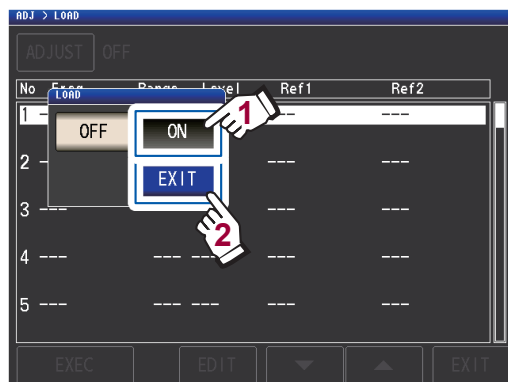 ADJ > LOAD
ADJUST OFF
No Freq Range Level Ref1 Ref2
LOAD
1 - --- ---
OFF ON 1
2 - --- ---
EXIT
3 --- --- ---
2
4 --- --- --- --- ---
5 --- --- --- --- ---
EXEC EDIT ▼ ▲ EXIT